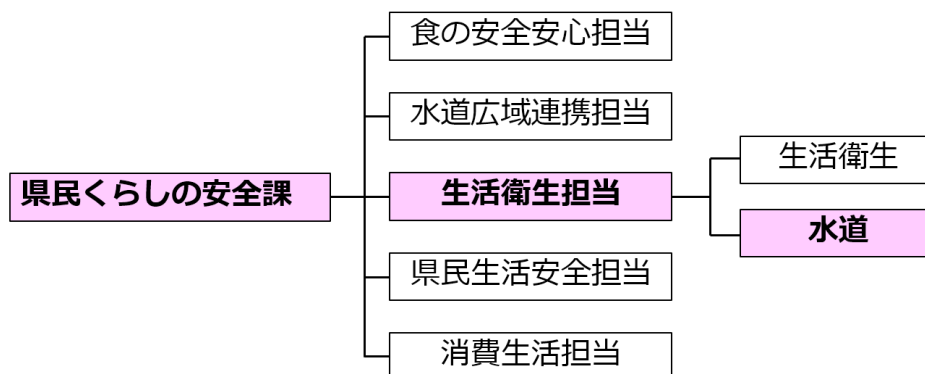 県民くらしの安全課
食の安全安心担当
水道広域連携担当
生活衛生担当
県民生活安全担当
消費生活担当
生活衛生
水道